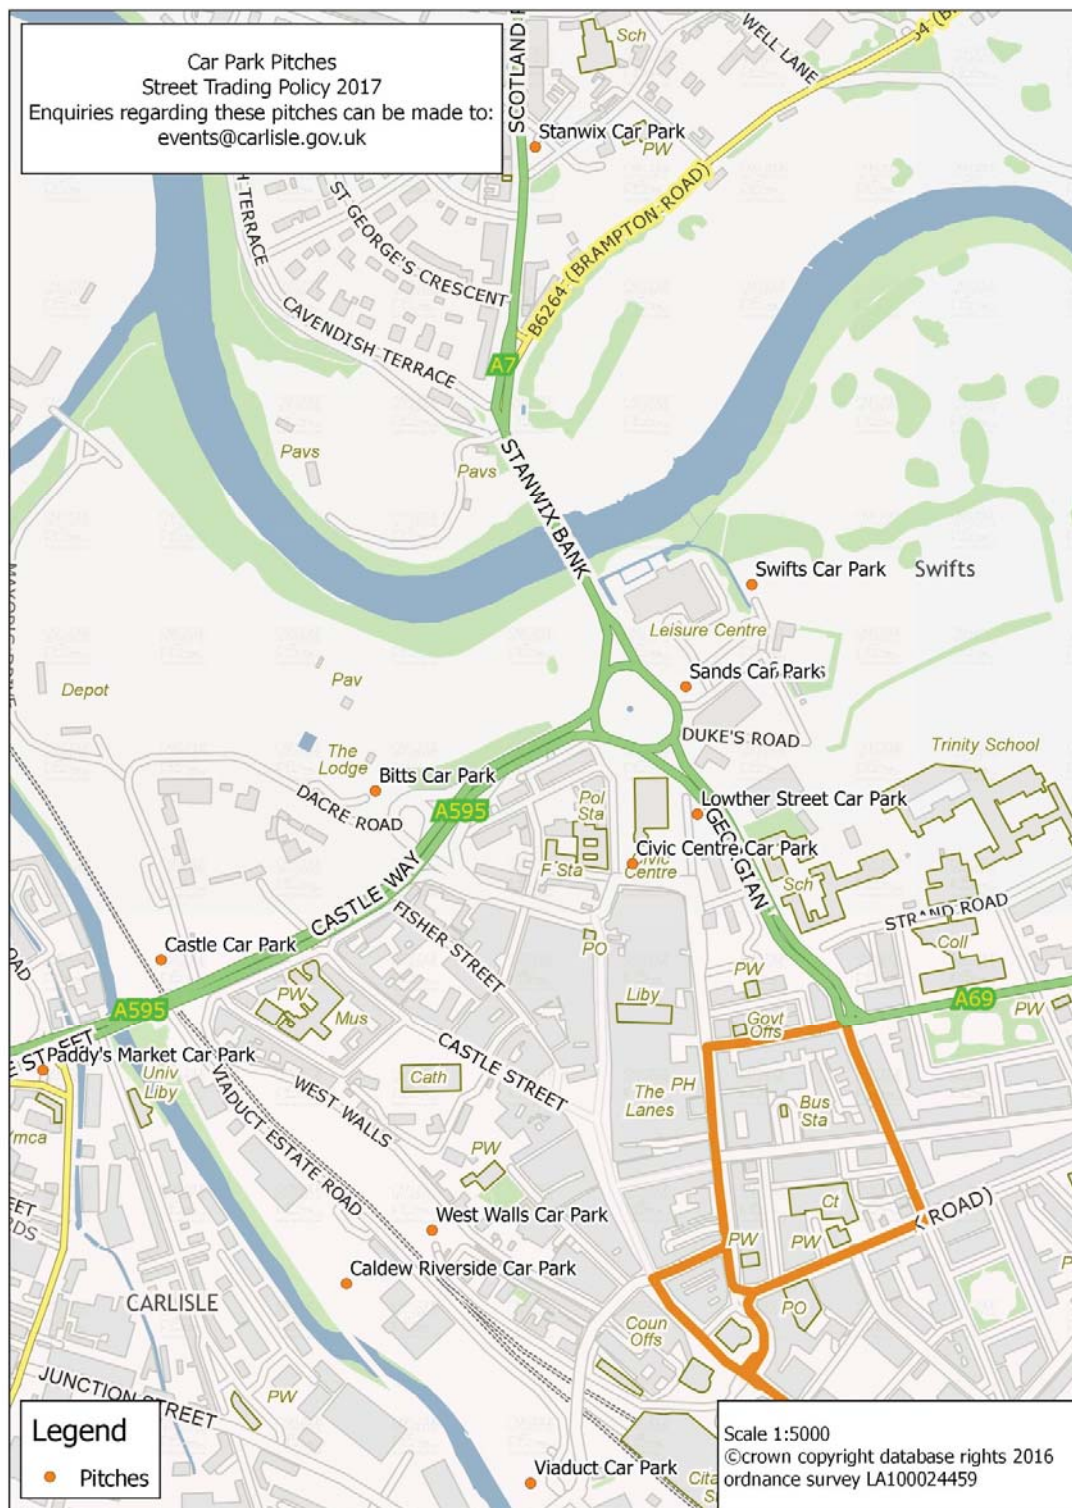 Car Park Pitches
Street Trading Policy 2017
Enquiries regarding these pitches can be made to:
events@carlisle.gov.uk
Sch
WELL LANE
SCOTLAND
Stanwix Car Park
PW
TERRACE
ST GEORGE'S CRESCENT
B6264 (BRAMPTON ROAD)
CAVENDISH TERRACE
A7
Pavs
Pavs
STANWIX BANK
Swifts Car Park
Swifts
Leisure Centre
Depot
Pav
Sands Car Park
DUKE'S ROAD
Trinity School
The
Lodge
Bitts Car Park
DACRE ROAD
A595
Pol
Sta
Lowther Street Car Park
GEORGIAN
Civic Centre Car Park
F Sta
Civic
Centre
Sch
CASTLE WAY
FISHER STREET
STRAND ROAD
Castle Car Park
PO
Coll
A595
PW
Mus
Liby
PW
A69
PW
Govt
Offs
STREET
Paddy's Market Car Park
Univ
Liby
CASTLE STREET
Cath
WEST WALLS
VIADUCT ESTATE ROAD
The
Lanes
PH
Bus
Sta
PW
Ct
ROAD)
West Walls Car Park
PW
PW
Caldew Riverside Car Park
CARLISLE
Coun
Offs
PO
JUNCTION STREET
PW
Legend
Pitches
Viaduct Car Park
Scale 1:5000
©crown copyright database rights 2016
ordnance survey LA100024459